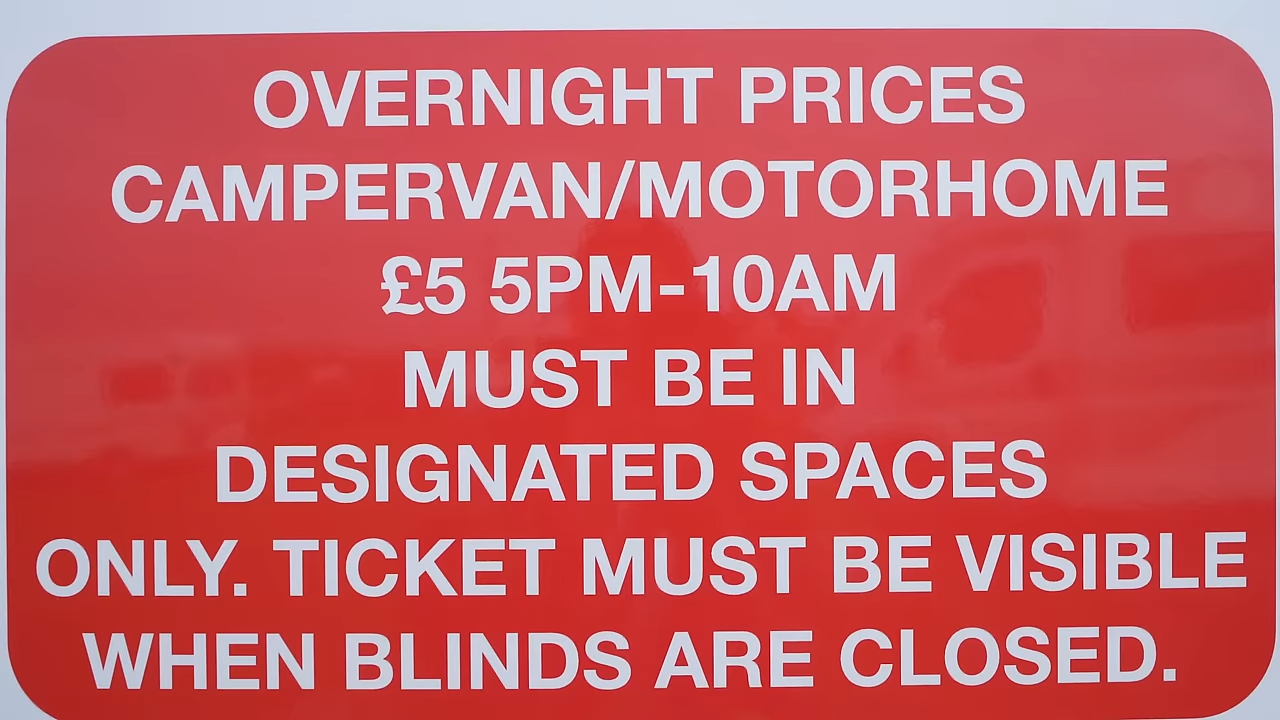 OVERNIGHT PRICES
CAMPERVAN/MOTORHOME
£5 5PM-10AM
MUST BE IN
DESIGNATED SPACES
ONLY. TICKET MUST BE VISIBLE
WHEN BLINDS ARE CLOSED.